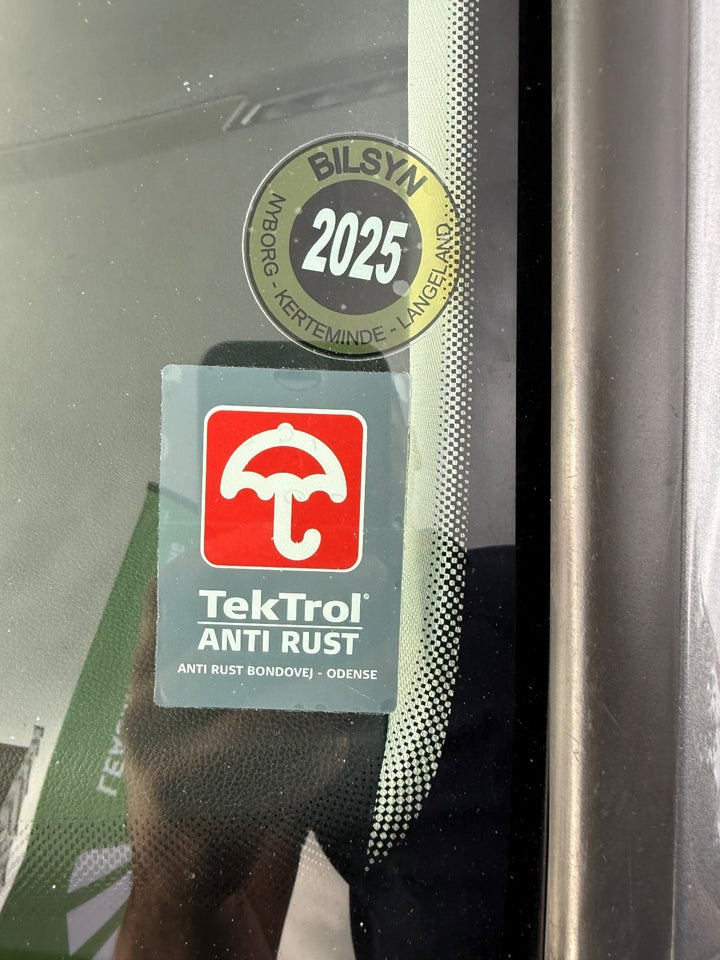 BILSYN
2025
NYBORG - KERTEMINDE - LANGELAND
TekTrol®
ANTI RUST
ANTI RUST BONDOVEJ - ODENSE